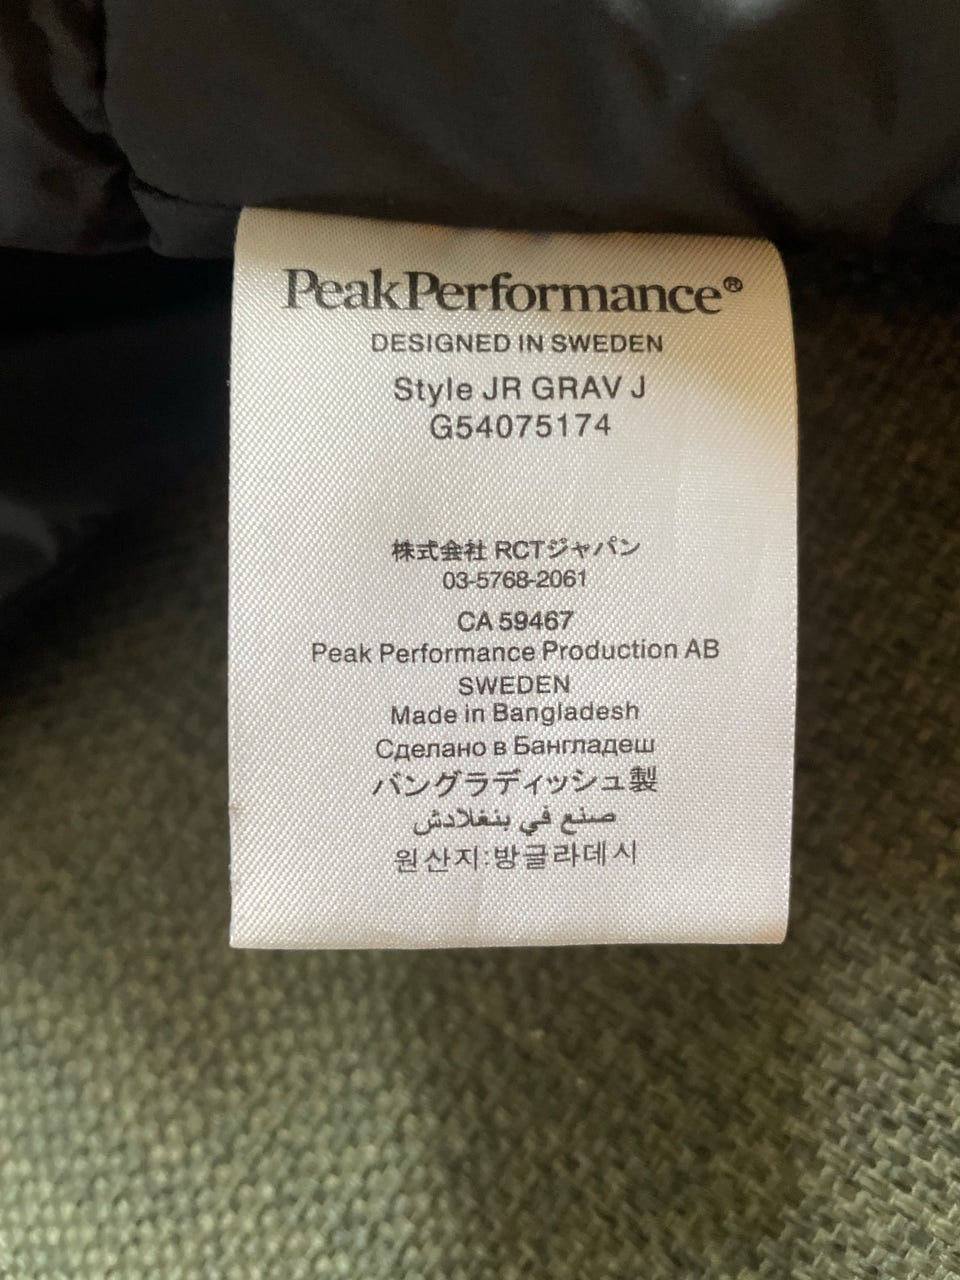 PeakPerformance®
DESIGNED IN SWEDEN
Style JR GRAV J
G54075174
株式会社 RCTジャパン
03-5768-2061
CA 59467
Peak Performance Production AB
SWEDEN
Made in Bangladesh
Сделано в Бангладеш
バングラディッシュ製
صنع في بنغلادش
원산지:방글라데시